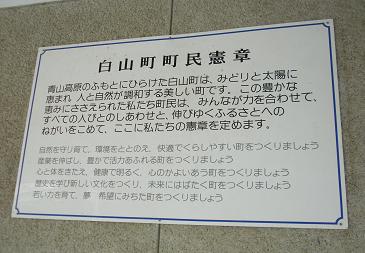 白山町町民憲章
青山高原のふもとにひらけた白山町は、みどりと太陽に
恵まれ 人と自然が調和する美しい町です。この豊かな
恵みにささえられた私たち町民は、みんなが力を合わせて、
すべての人びとのしあわせと、伸びゆくふるさとへの
ねがいをこめて、ここに私たちの憲章を定めます。
自然を守り育て、環境をととのえ、快適でくらしやすい町をつくりましょう
産業を伸ばし、豊かで活力あふれる町をつくりましょう
心と体をきたえ、健康で明るく、心のかよいあう町をつくりましょう
歴史を学び新しい文化をつくり、未来にはばたく町をつくりましょう
若い力を育て、夢 希望にみちた町をつくりましょう